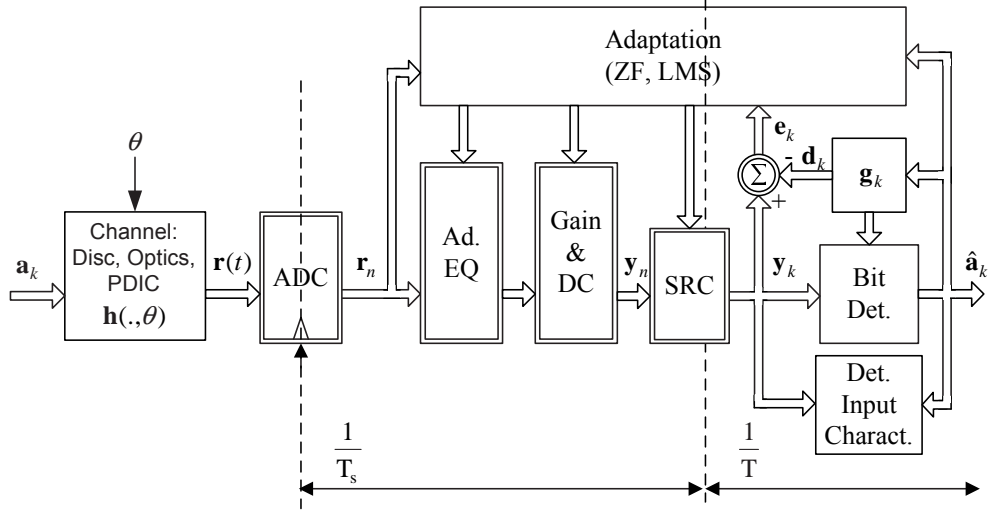 Adaptation
(ZF, LMS)
θ
e_k
- d_k
g_k
Σ
+
Channel:
Disc, Optics,
PDIC
h(.,θ)
a_k
r(t)
ADC
r_n
Ad.
EQ
Gain
&
DC
y_n
SRC
y_k
Bit
Det.
â_k
Det.
Input
Charact.
1
T_s
1
T